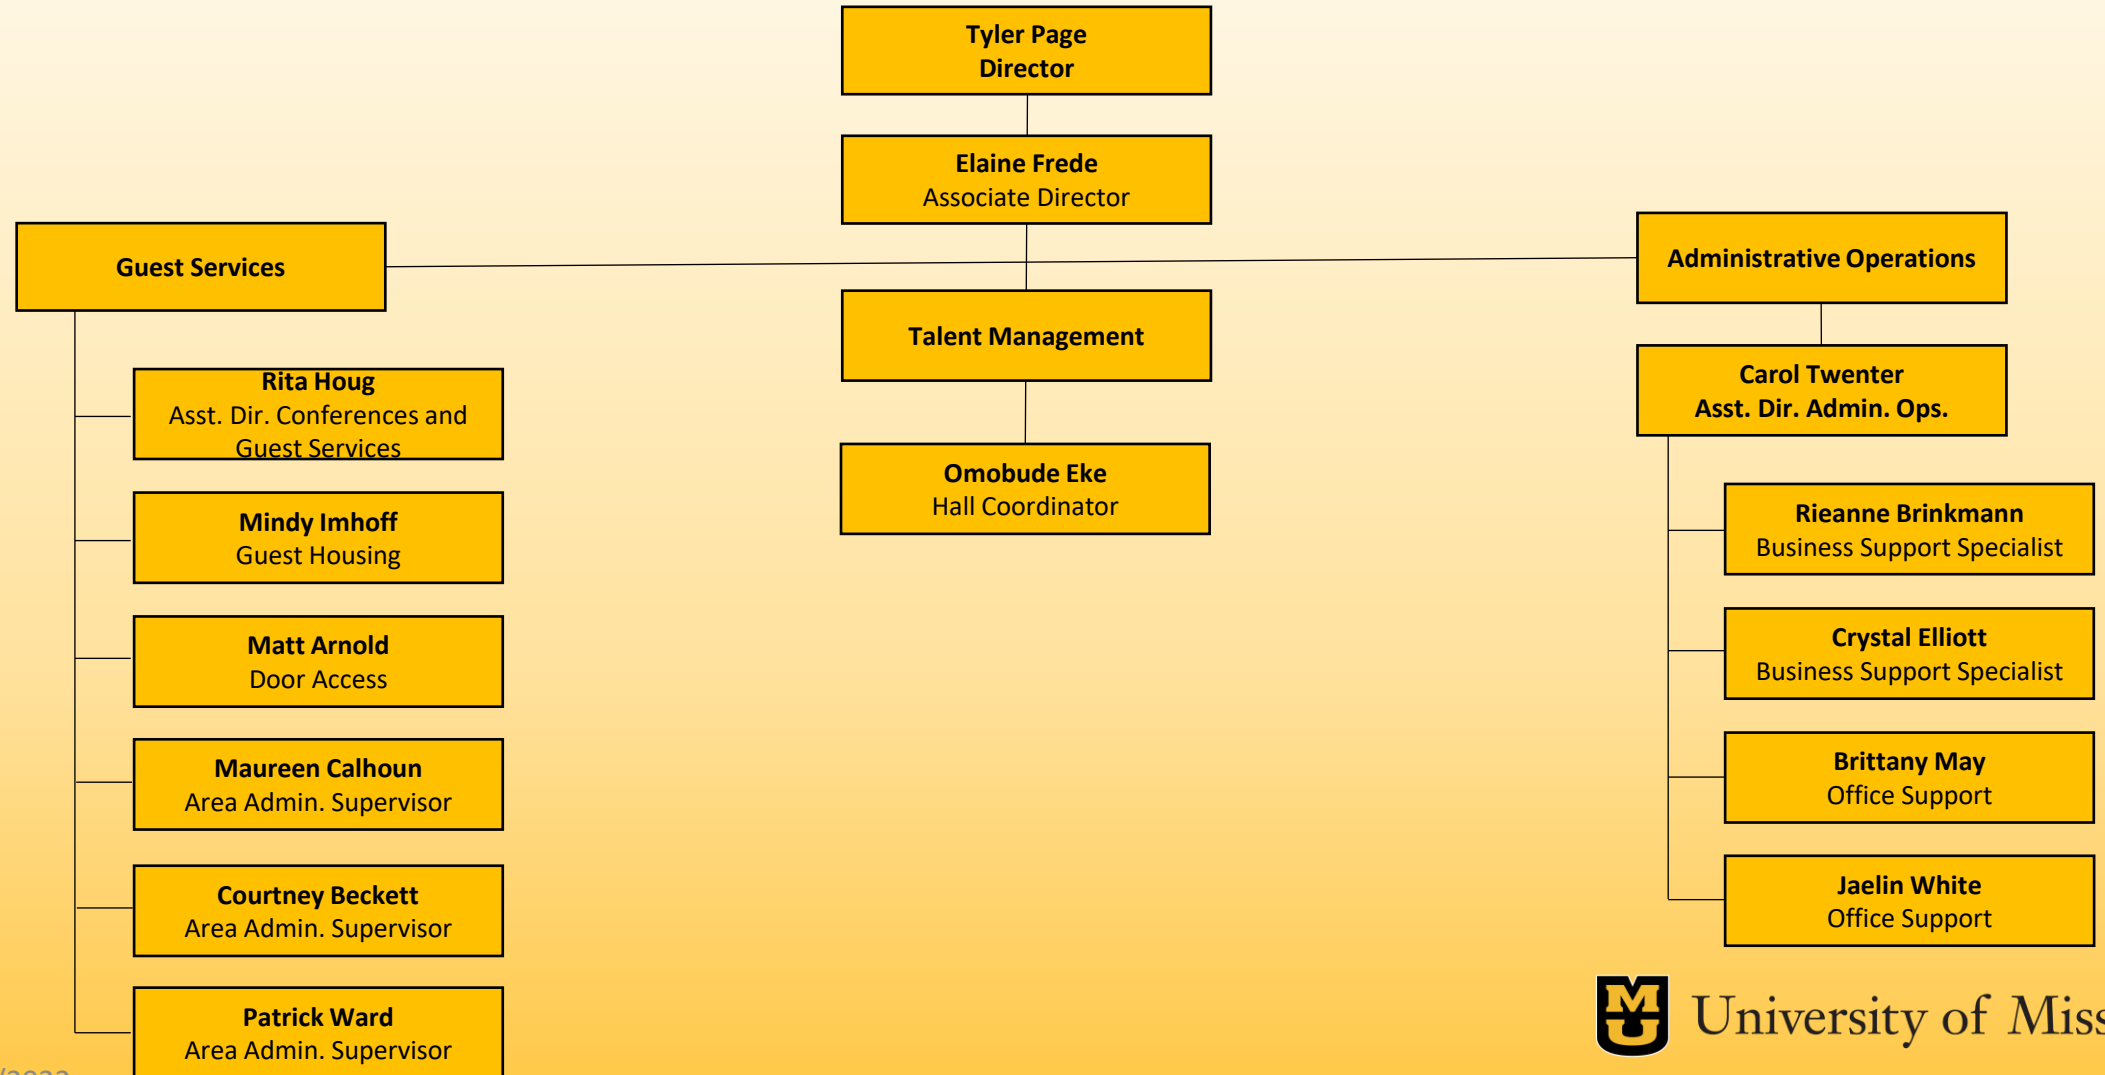 Tyler Page
Director
Elaine Frede
Associate Director
Guest Services
Rita Houg
Asst. Dir. Conferences and
Guest Services
Mindy Imhoff
Guest Housing
Matt Arnold
Door Access
Maureen Calhoun
Area Admin. Supervisor
Courtney Beckett
Area Admin. Supervisor
Patrick Ward
Area Admin. Supervisor
Talent Management
Omobude Eke
Hall Coordinator
Administrative Operations
Carol Twenter
Asst. Dir. Admin. Ops.
Rieanne Brinkmann
Business Support Specialist
Crystal Elliott
Business Support Specialist
Brittany May
Office Support
Jaelin White
Office Support
MU
University of Miss